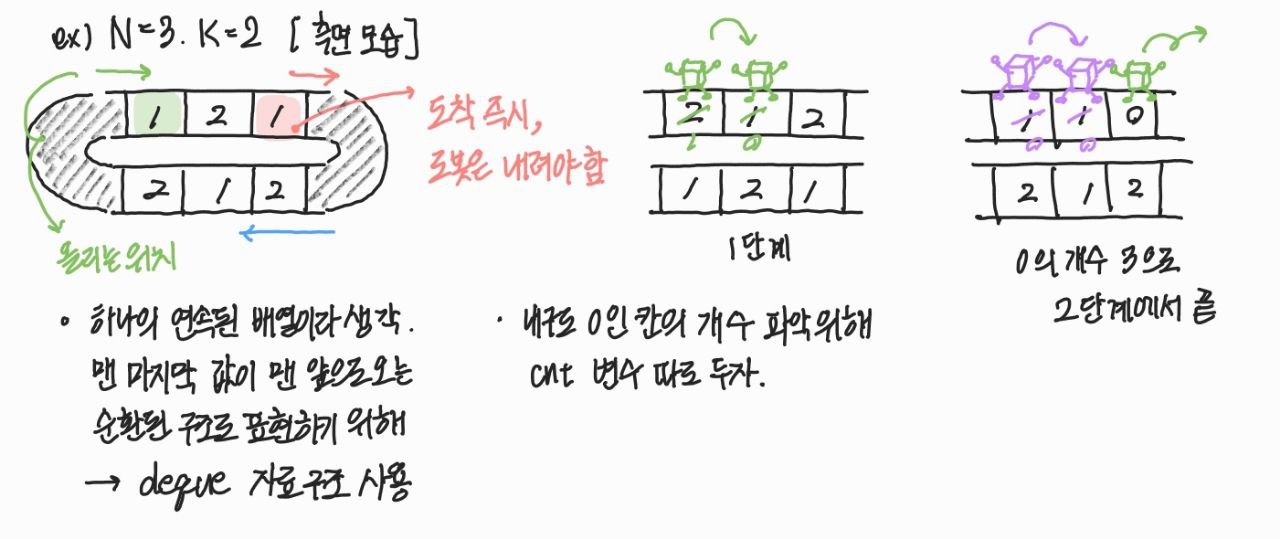 ex) N=3. K=2 [측면 모습]
1 2 1
2 1 2
도착 즉시,
로봇은 내려야 함
올리는 위치
2 1 2
1 0
1 2 1
1단계
1 1 0
0 0
2 1 2
0의 개수 3으로
2단계에서 끝
• 하나의 연속된 배열이라 생각.
맨 마지막 값이 맨 앞으로 오는
순환된 구조로 표현하기 위해
→ deque 자료구조 사용
• 내구도 0인 칸의 개수 파악 위해
cnt 변수 따로 두자.